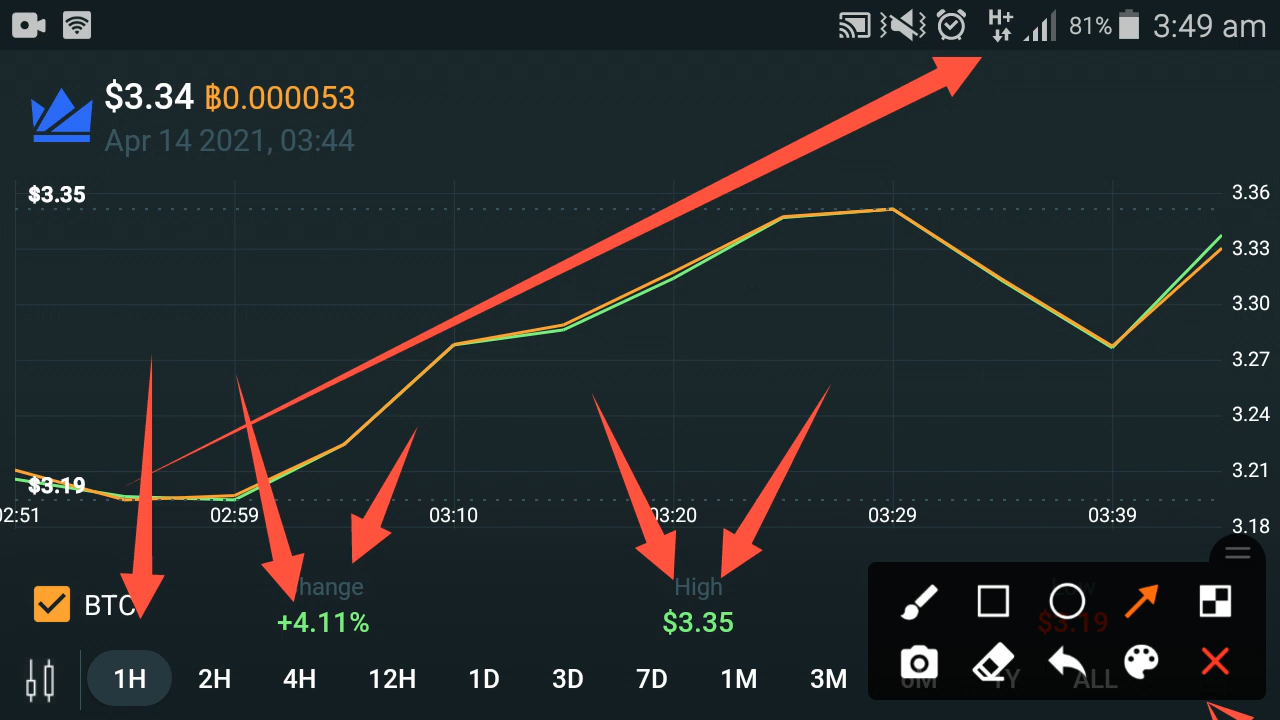 H+ 81% 3:49 am
$3.34 ฿0.000053
Apr 14 2021, 03:44
$3.35
3.36
3.33
3.30
3.27
3.24
3.21
$3.19
02:51 02:59 03:10 03:20 03:29 03:39
3.18
BTC
hange High
+4.11% $3.35 $3.19
1H 2H 4H 12H 1D 3D 7D 1M 3M 6M 1Y ALL